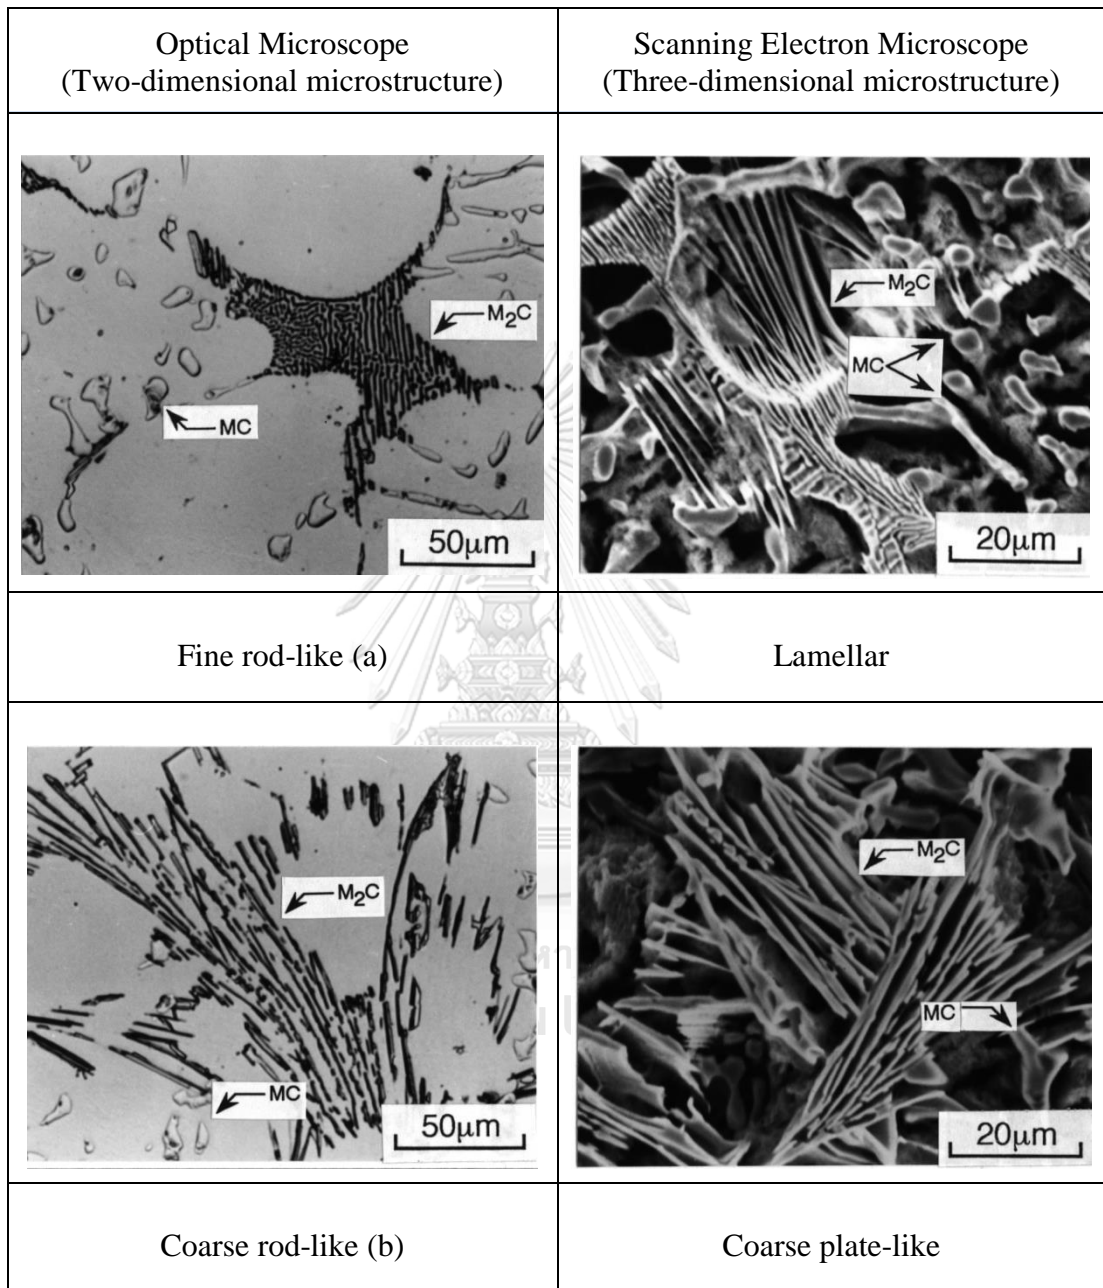 Optical Microscope
(Two-dimensional microstructure)
Scanning Electron Microscope
(Three-dimensional microstructure)
M₂C
MC
50μm
M₂C
MC
20μm
Fine rod-like (a)
Lamellar
M₂C
MC
50μm
M₂C
MC
20μm
Coarse rod-like (b)
Coarse plate-like